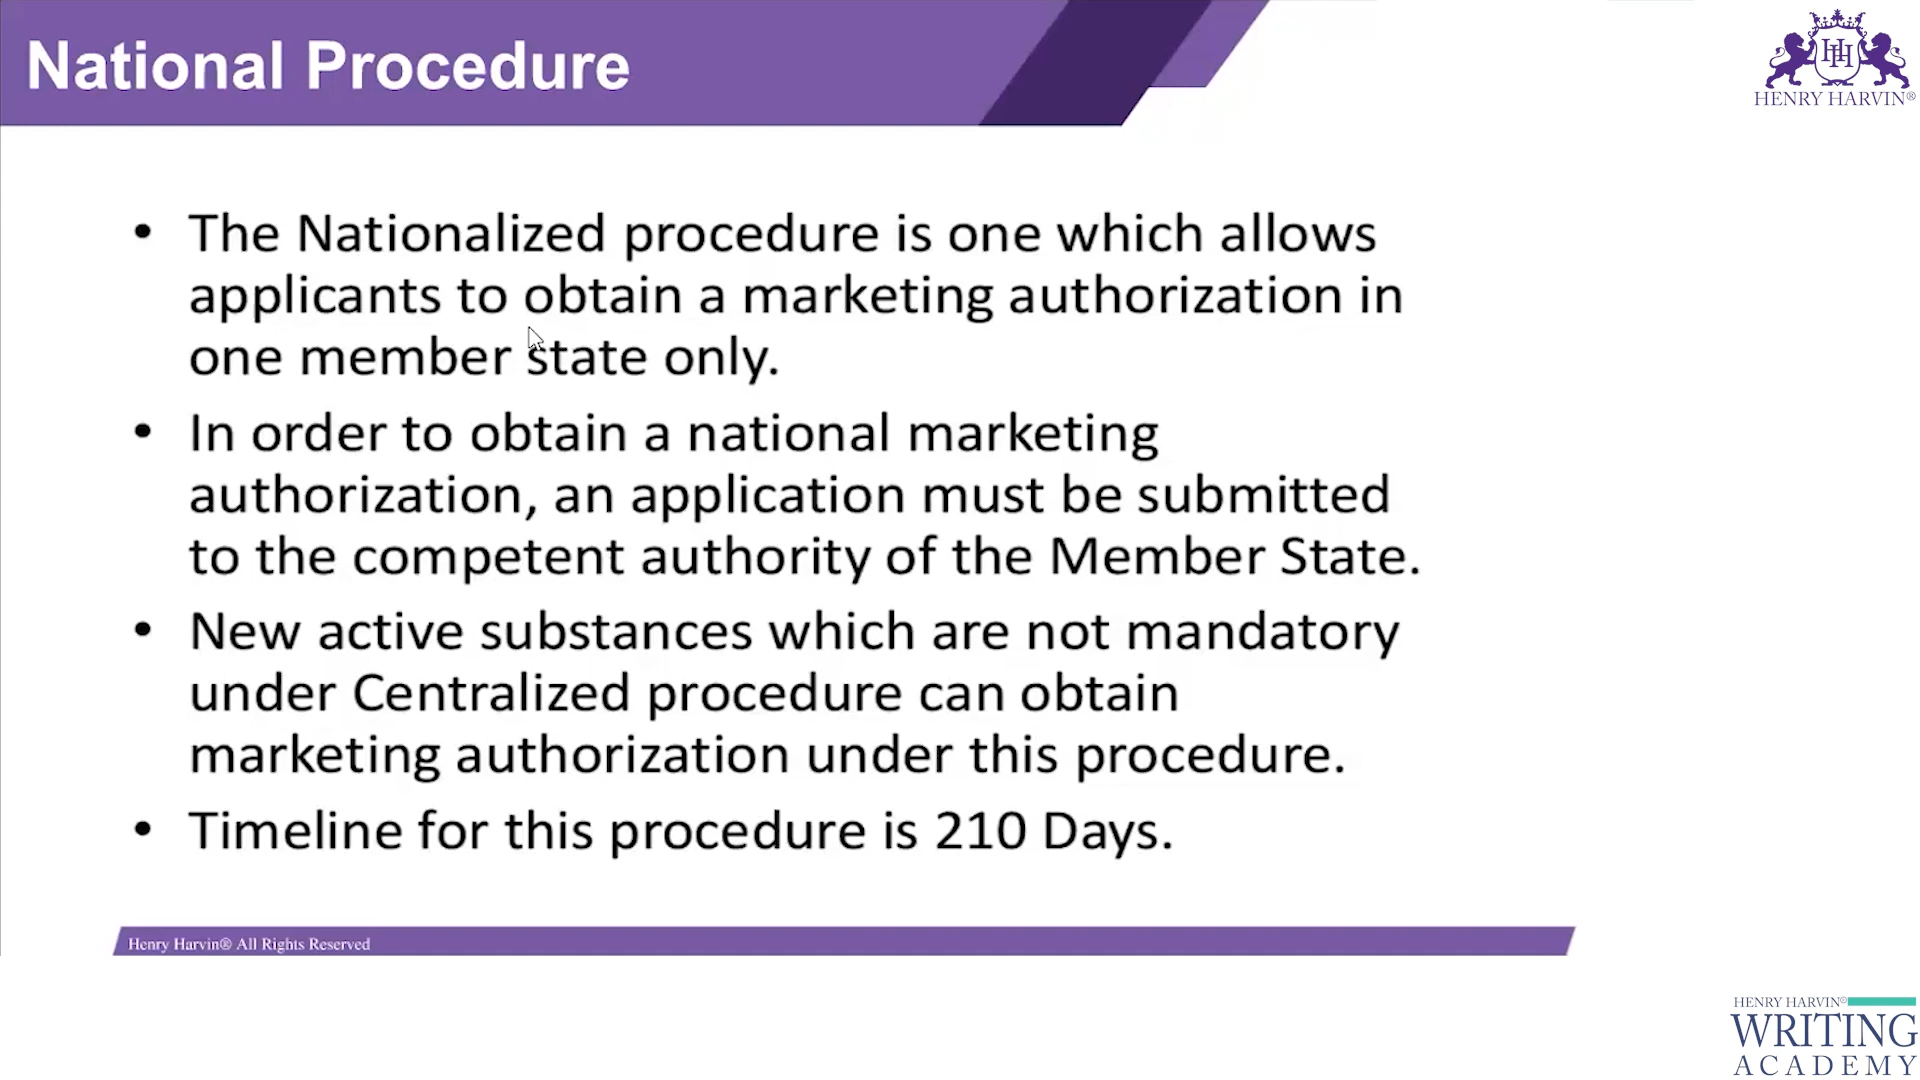 National Procedure
HH
HENRY HARVIN®
• The Nationalized procedure is one which allows
applicants to obtain a marketing authorization in
one member state only.
• In order to obtain a national marketing
authorization, an application must be submitted
to the competent authority of the Member State.
• New active substances which are not mandatory
under Centralized procedure can obtain
marketing authorization under this procedure.
• Timeline for this procedure is 210 Days.
Henry Harvin® All Rights Reserved
HENRY HARVIN®
WRITING
ACADEMY